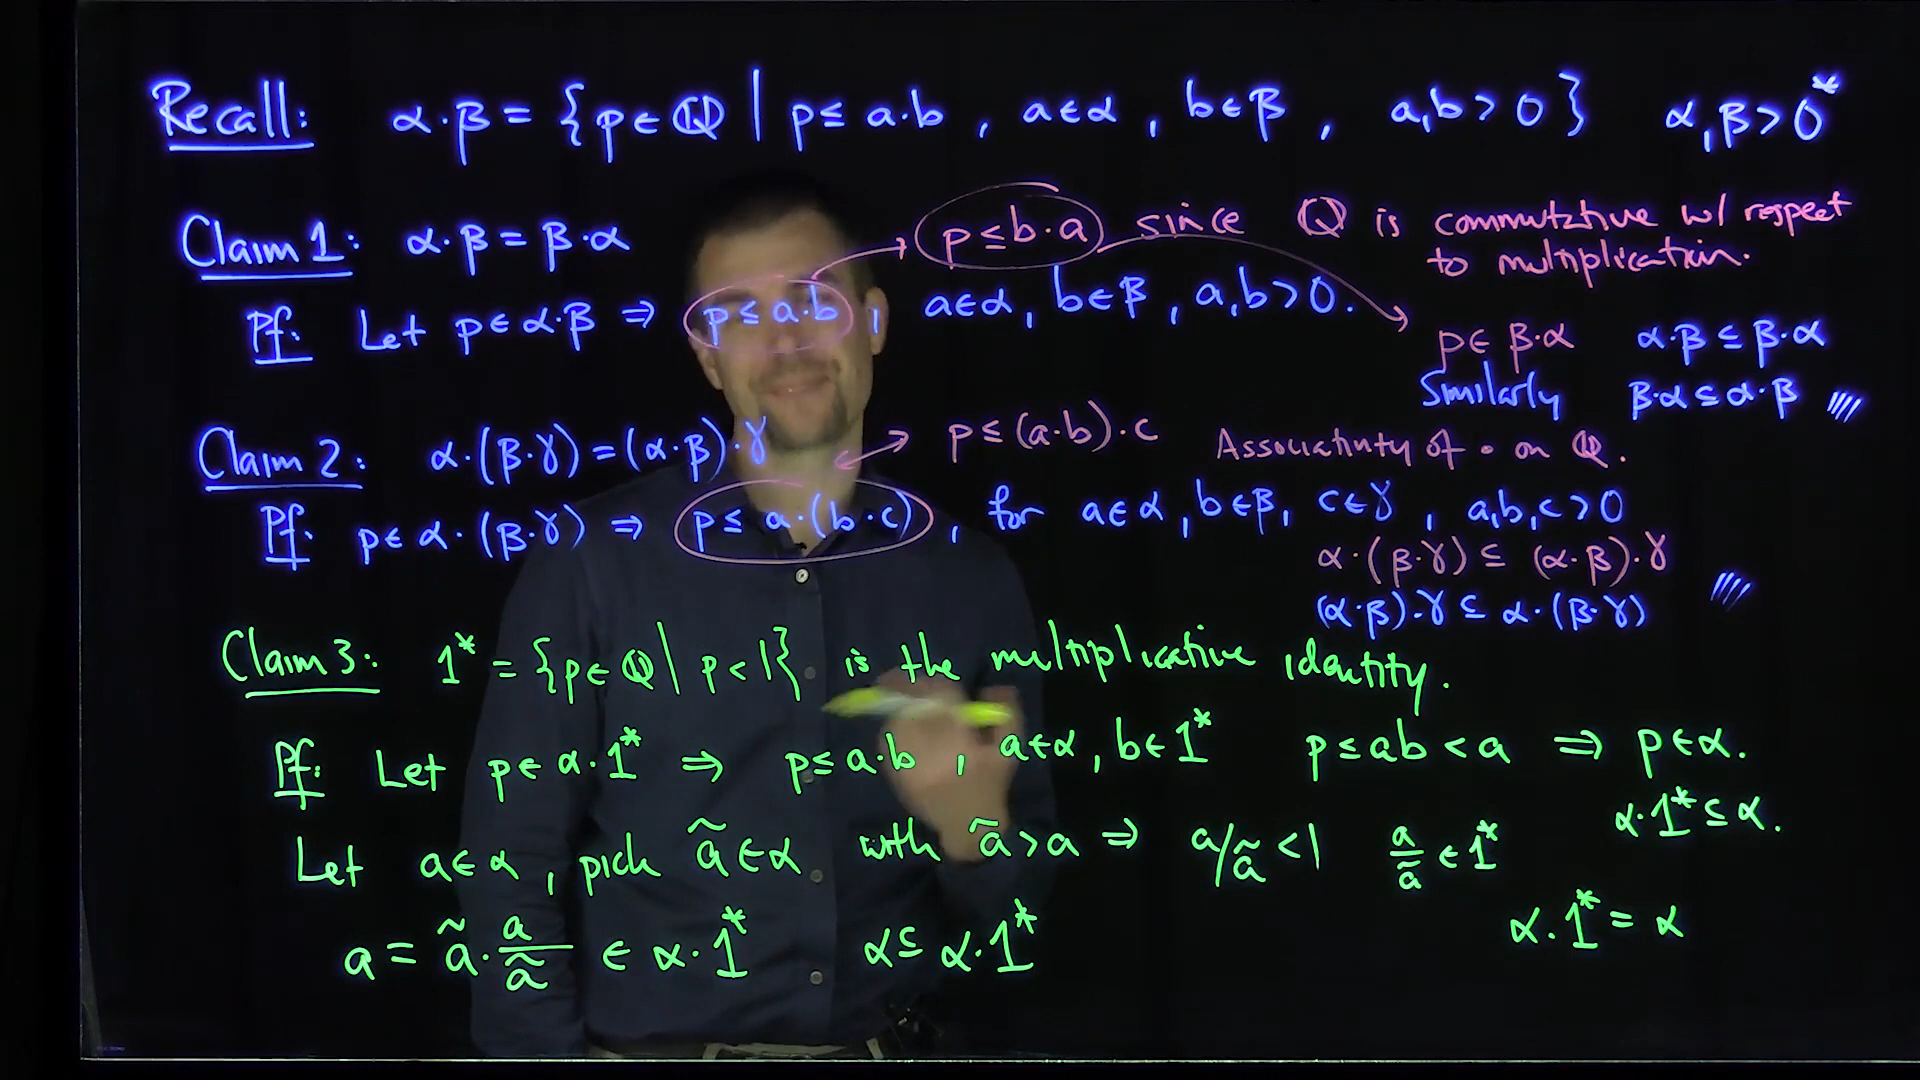 Recall: α·β = {p∈ℚ | p≤ a·b , a∈α , b∈β , a,b>0} α,β>0*
Claim 1: α·β = β·α
p≤b·a since ℚ is commutative w/ respect to multiplication.
Pf: Let p∈α·β ⇒ p≤a·b , a∈α, b∈β , a,b>0.
p∈β·α α·β ⊆ β·α
Similarly β·α ⊆ α·β
Claim 2: α·(β·γ) = (α·β)·γ
p≤(a·b)·c Associativity of · on ℚ.
Pf: p∈ α·(β·γ) ⇒ p≤ a·(b·c) , for a∈α, b∈β, c∈γ , a,b,c>0
α·(β·γ) ⊆ (α·β)·γ
(α·β)·γ ⊆ α·(β·γ)
Claim 3: 1* = {p∈ℚ | p<1} is the multiplicative identity.
Pf: Let p∈α·1* ⇒ p≤a·b , a∈α, b∈1* p≤ab<a ⇒ p∈α.
α·1*⊆α.
Let a∈α , pick ã∈α with ã>a ⇒ a/ã <1 a/ã ∈1*
a = ã·a/ã ∈ α·1* α⊆ α·1*
α·1* = α